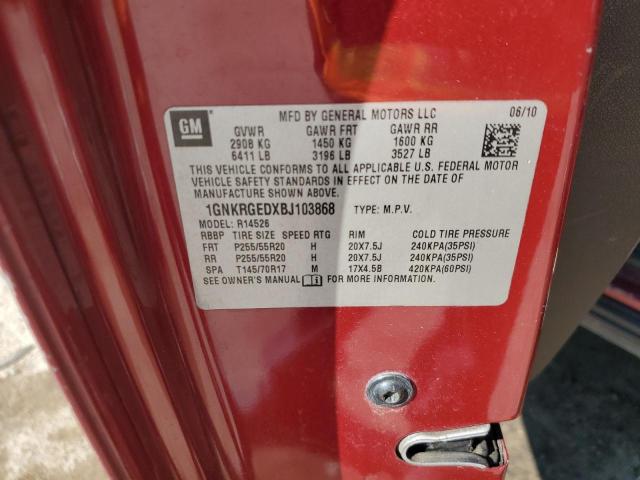 GM
MFD BY GENERAL MOTORS LLC 06/10
GVWR GAWR FRT GAWR RR
2908 KG 1450 KG 1600 KG
6411 LB 3196 LB 3527 LB
THIS VEHICLE CONFORMS TO ALL APPLICABLE U.S. FEDERAL MOTOR
VEHICLE SAFETY STANDARDS IN EFFECT ON THE DATE OF
MANUFACTURE SHOWN ABOVE.
1GNKRGEDXBJ103868 TYPE: M.P.V.
MODEL: R14526
RBBP TIRE SIZE SPEED RTG RIM COLD TIRE PRESSURE
FRT P255/55R20 H 20X7.5J 240KPA(35PSI)
RR P255/55R20 H 20X7.5J 240KPA(35PSI)
SPA T145/70R17 M 17X4.5B 420KPA(60PSI)
SEE OWNER'S MANUAL FOR MORE INFORMATION.